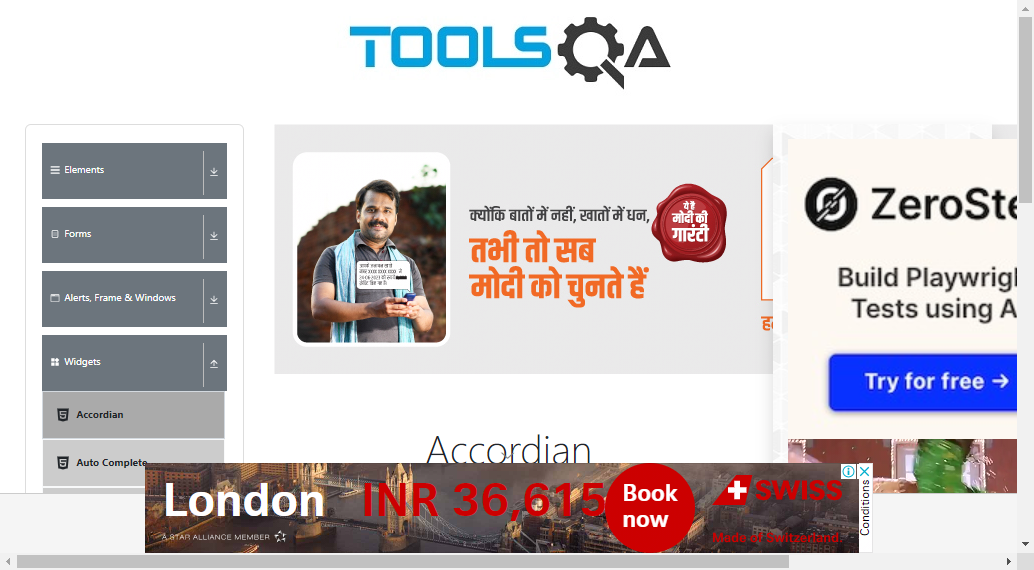 TOOLSQA
Elements
Forms
Alerts, Frame & Windows
Widgets
Accordian
Auto Complete
क्योंकि बातों में नहीं, खातों में धन,
तभी तो सब
मोदी को चुनते हैं
ये है
मोदी की
गारंटी
ZeroSte
Build Playwrigh
Tests using A
Try for free →
Accordian
London
INR 36,615
Book
now
SWISS
A STAR ALLIANCE MEMBER
Made of Switzerland.
Conditions